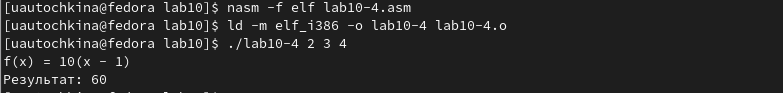 [uautochkina@fedora lab10]$ nasm -f elf lab10-4.asm
[uautochkina@fedora lab10]$ ld -m elf_i386 -o lab10-4 lab10-4.o
[uautochkina@fedora lab10]$ ./lab10-4 2 3 4
f(x) = 10(x - 1)
Результат: 60